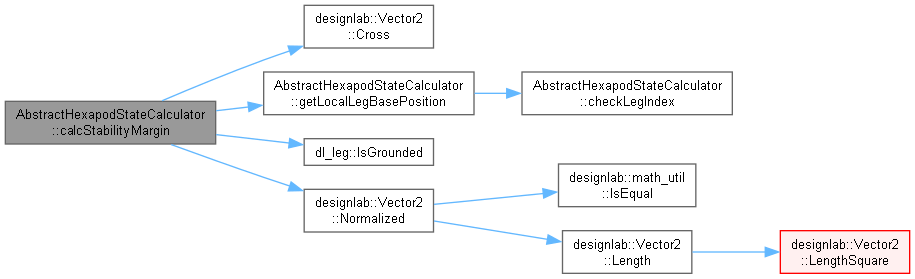 AbstractHexapodStateCalculator
::calcStabilityMargin
designlab::Vector2
::Cross
AbstractHexapodStateCalculator
::getLocalLegBasePosition
AbstractHexapodStateCalculator
::checkLegIndex
dl_leg::IsGrounded
designlab::Vector2
::Normalized
designlab::math_util
::IsEqual
designlab::Vector2
::Length
designlab::Vector2
::LengthSquare